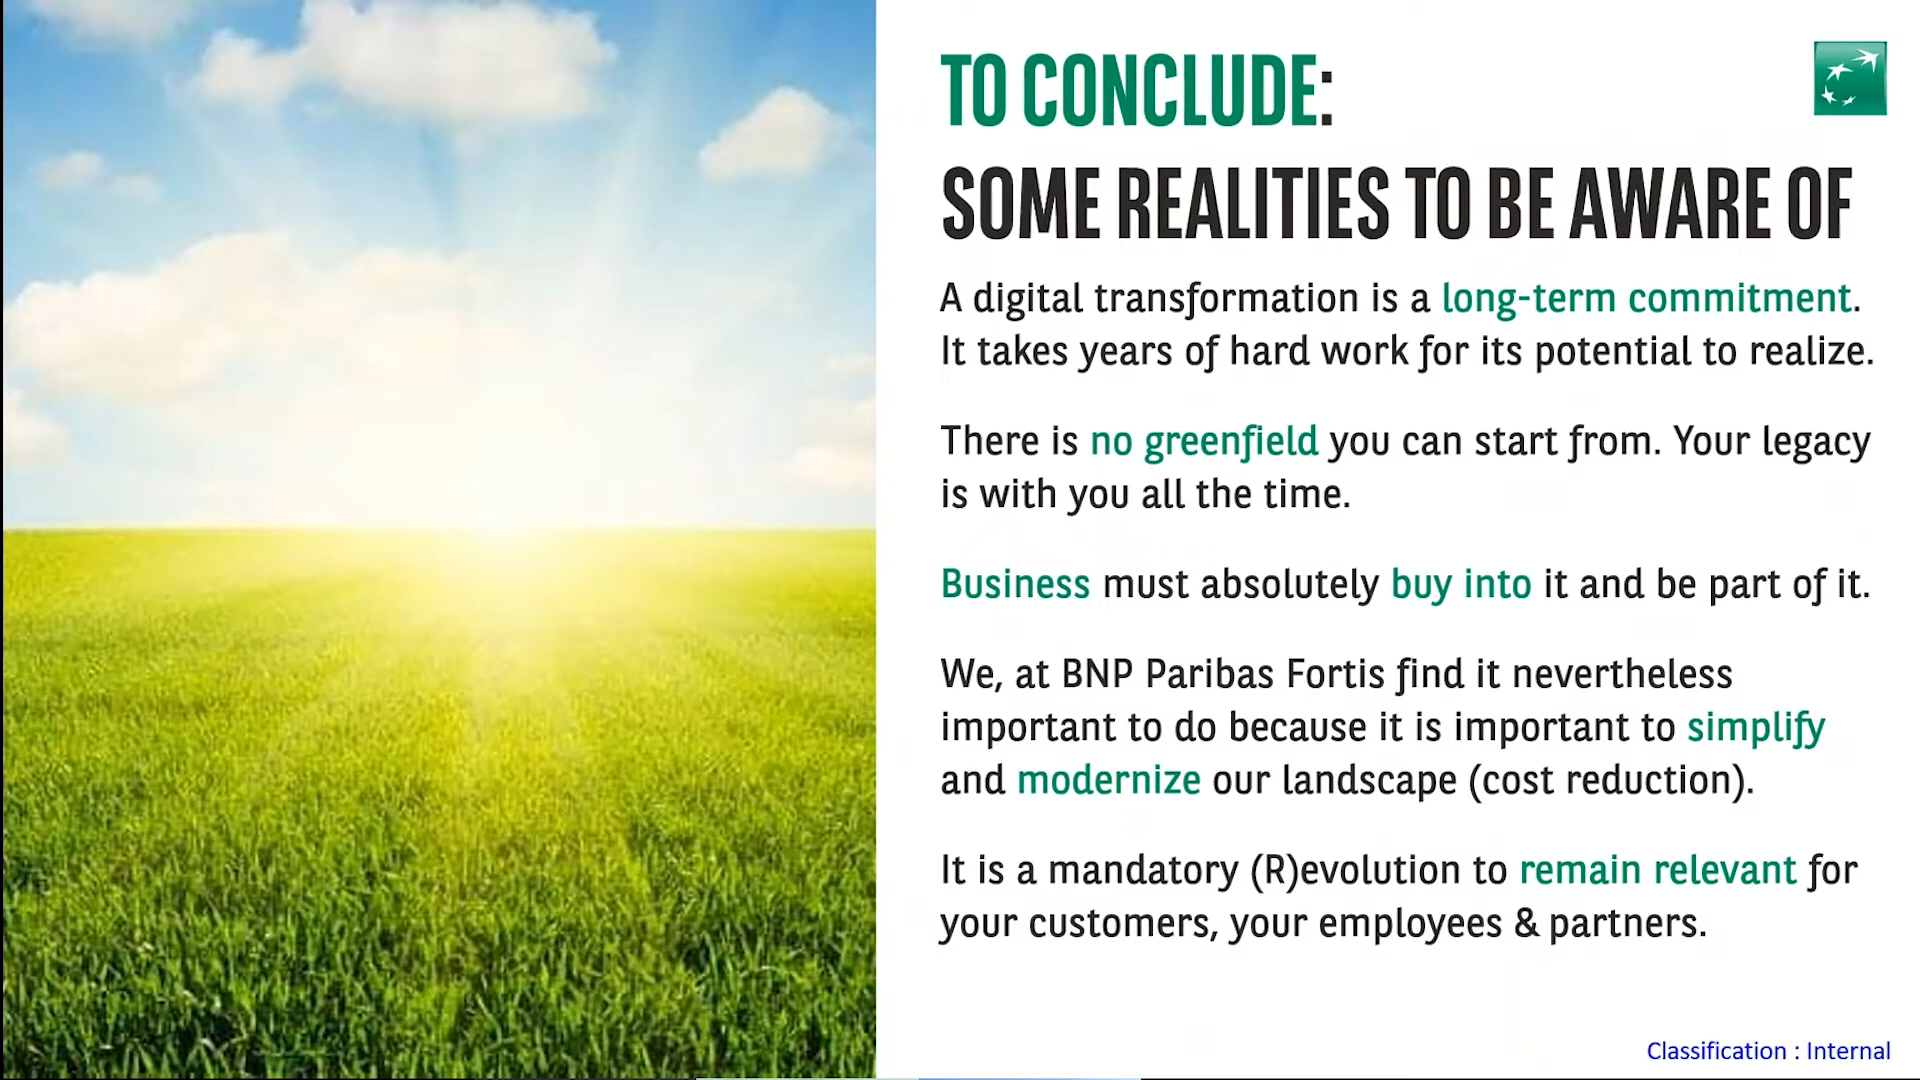 TO CONCLUDE:
SOME REALITIES TO BE AWARE OF
A digital transformation is a long-term commitment.
It takes years of hard work for its potential to realize.
There is no greenfield you can start from. Your legacy
is with you all the time.
Business must absolutely buy into it and be part of it.
We, at BNP Paribas Fortis find it nevertheless
important to do because it is important to simplify
and modernize our landscape (cost reduction).
It is a mandatory (R)evolution to remain relevant for
your customers, your employees & partners.
Classification : Internal